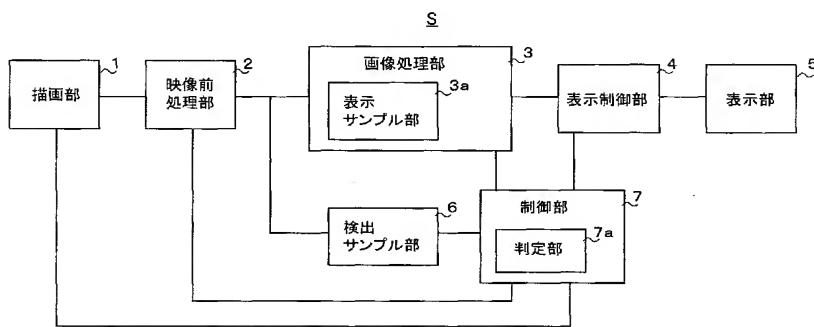 S
1
描画部
2
映像前
処理部
3
画像処理部
3a
表示
サンプル部
4
表示制御部
5
表示部
6
検出
サンプル部
7
制御部
7a
判定部